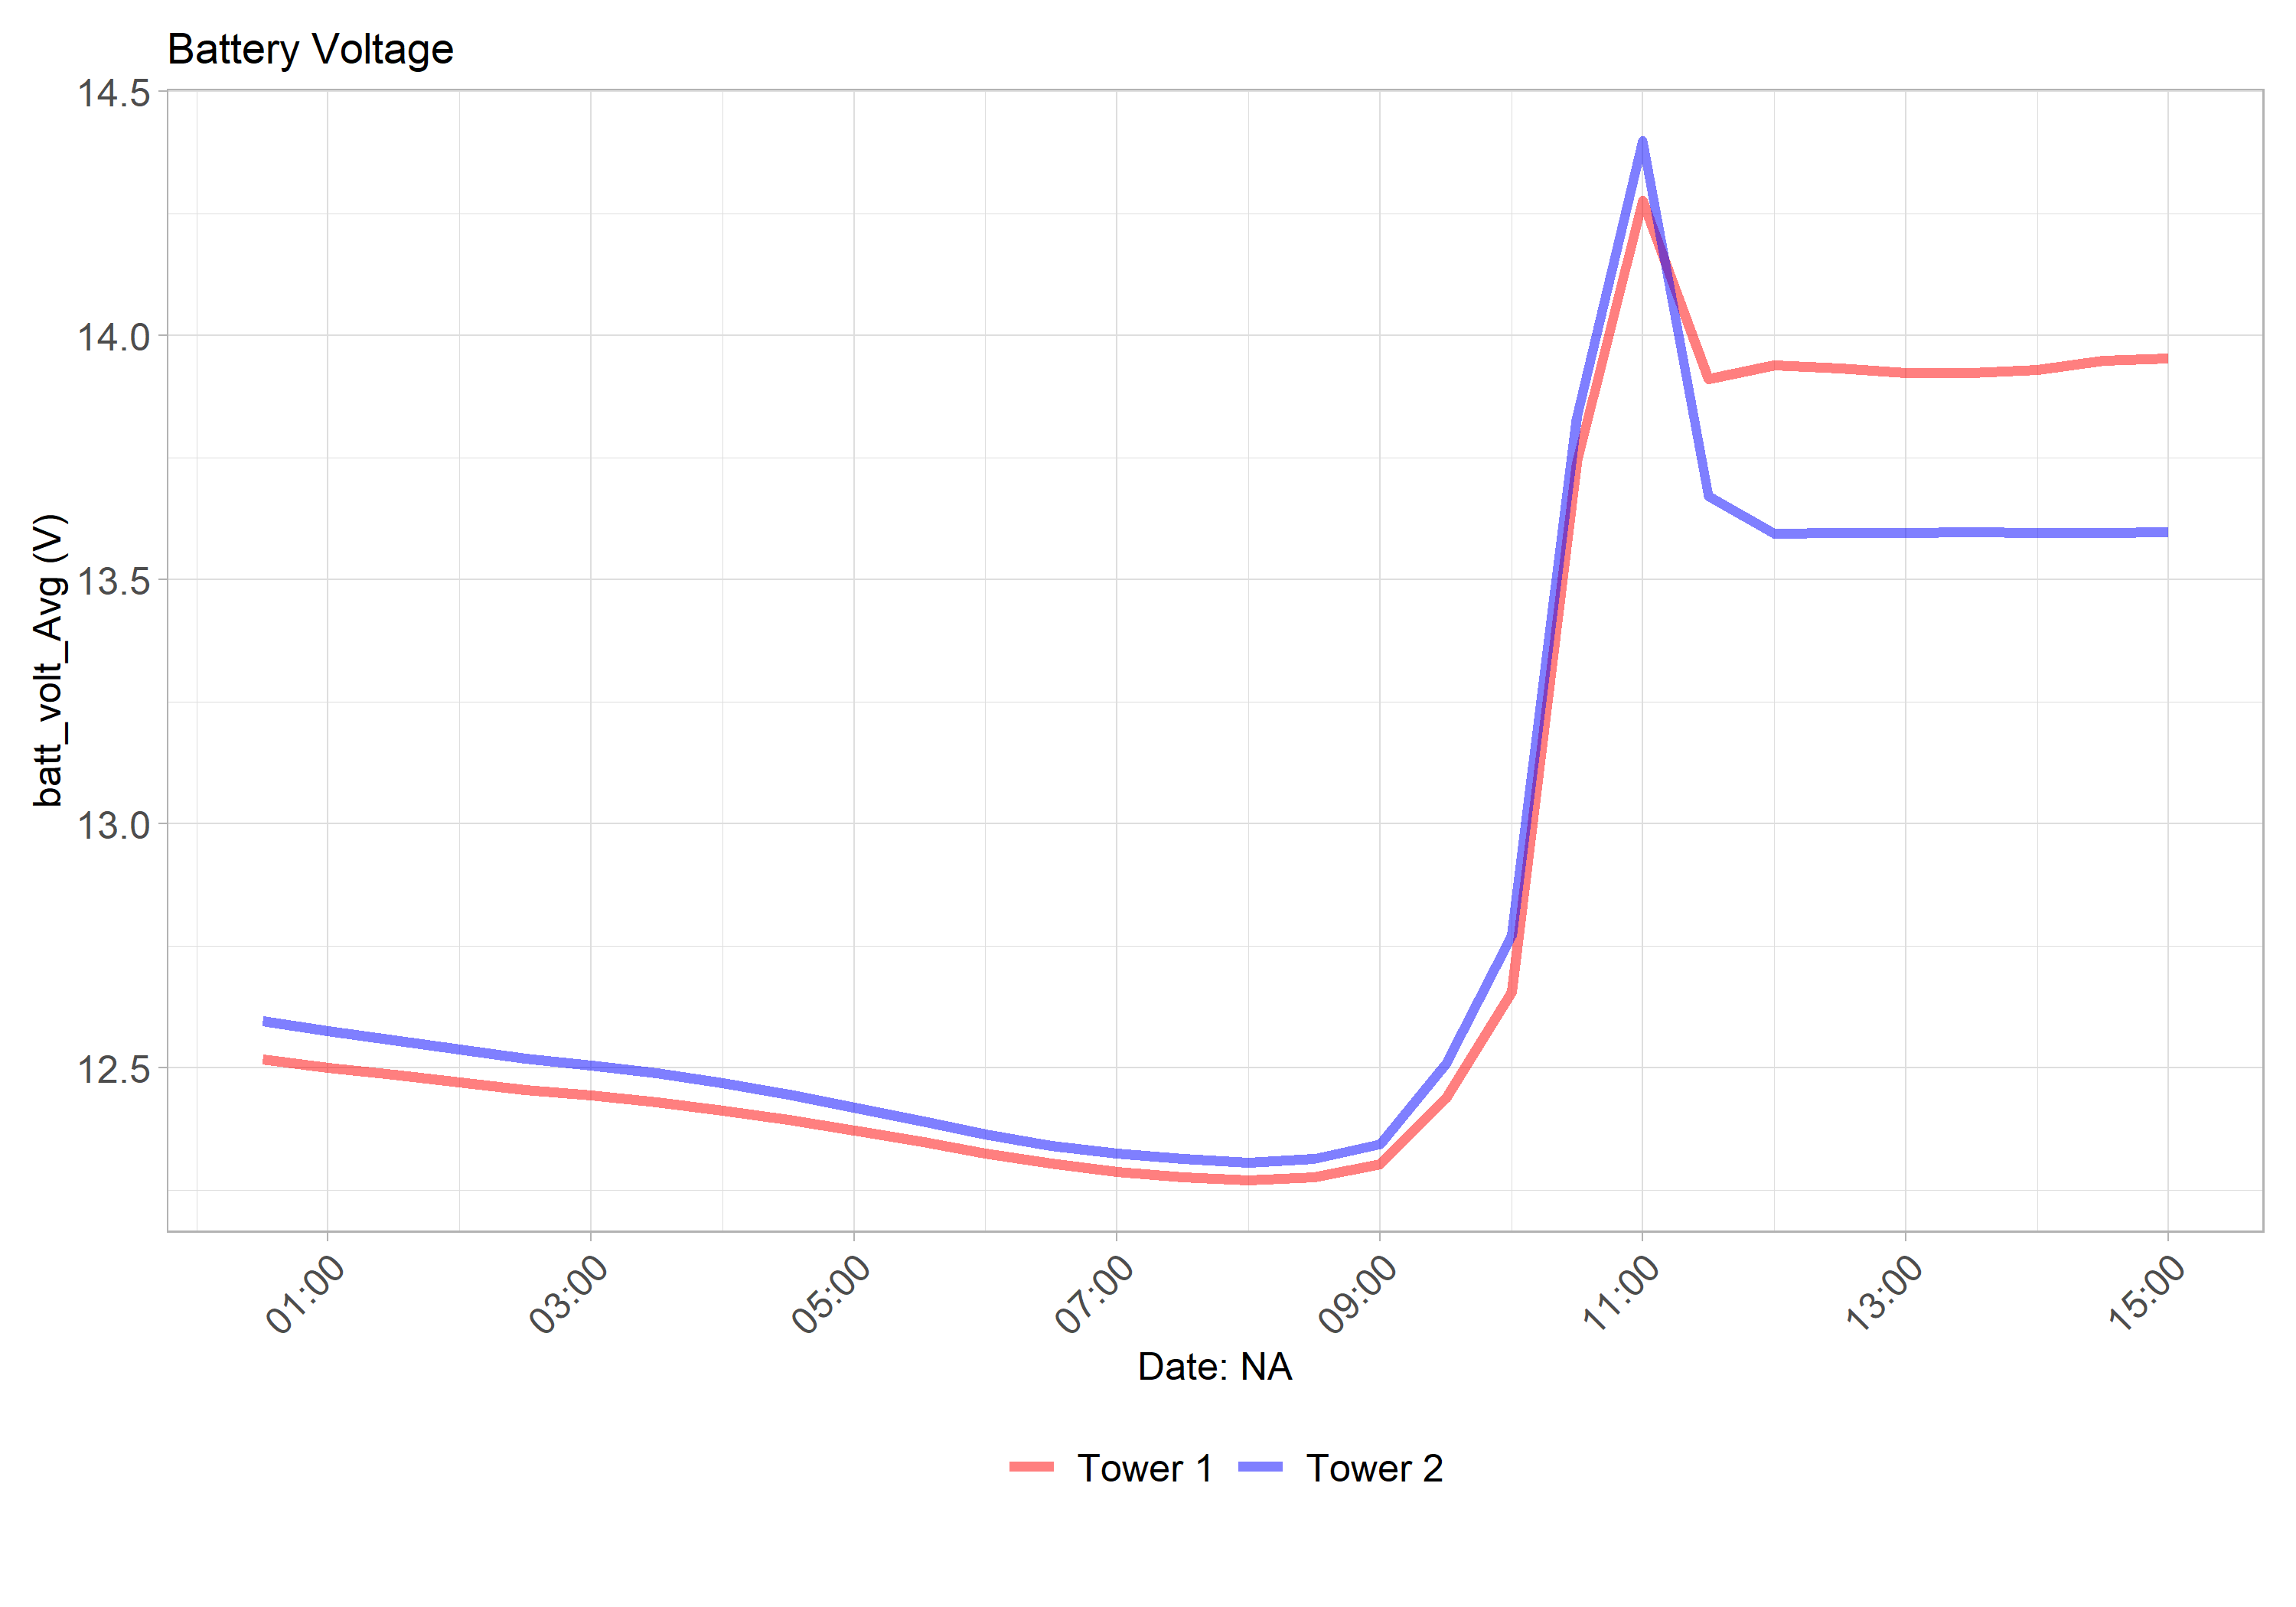 Battery Voltage
14.5
14.0
13.5
13.0
12.5
batt_volt_Avg (V)
01:00 03:00 05:00 07:00 09:00 11:00 13:00 15:00
Date: NA
Tower 1 Tower 2